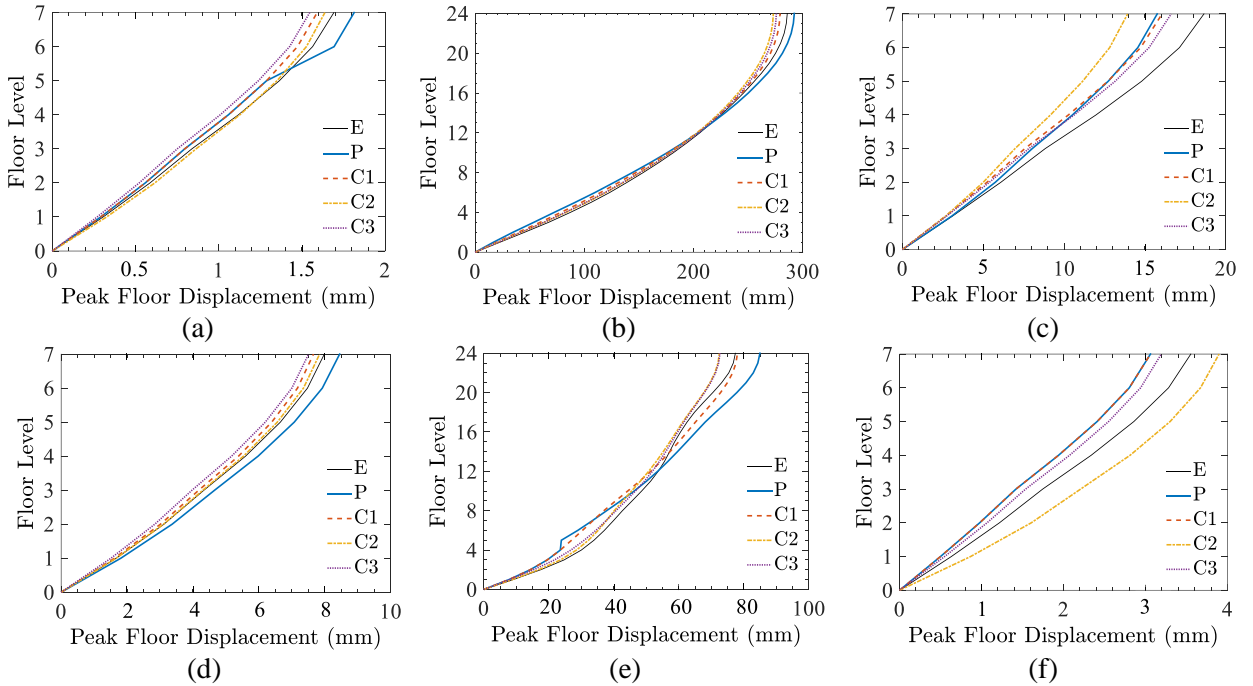 7
6
5
4
3
2
1
0
Floor Level
0
0.5
1
1.5
2
Peak Floor Displacement (mm)
E
P
C1
C2
C3
(a)
24
20
16
12
8
4
0
Floor Level
0
100
200
300
Peak Floor Displacement (mm)
E
P
C1
C2
C3
(b)
7
6
5
4
3
2
1
0
Floor Level
0
5
10
15
20
Peak Floor Displacement (mm)
E
P
C1
C2
C3
(c)
7
6
5
4
3
2
1
0
Floor Level
0
2
4
6
8
10
Peak Floor Displacement (mm)
E
P
C1
C2
C3
(d)
24
20
16
12
8
4
0
Floor Level
0
20
40
60
80
100
Peak Floor Displacement (mm)
E
P
C1
C2
C3
(e)
7
6
5
4
3
2
1
0
Floor Level
0
1
2
3
4
Peak Floor Displacement (mm)
E
P
C1
C2
C3
(f)